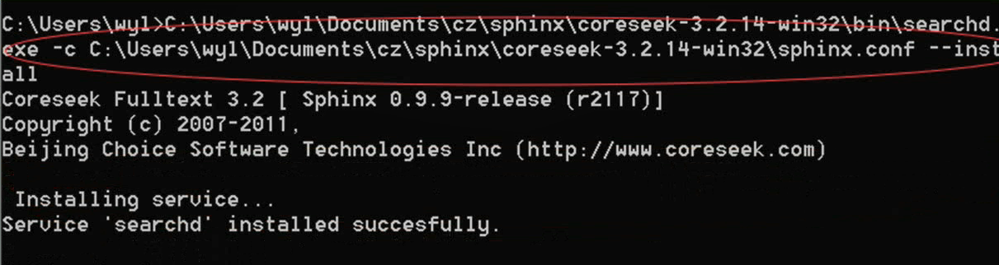 C:\Users\wyl>C:\Users\wyl\Documents\cz\sphinx\coreseek-3.2.14-win32\bin\searchd.
exe -c C:\Users\wyl\Documents\cz\sphinx\coreseek-3.2.14-win32\sphinx.conf --inst
all
Coreseek Fulltext 3.2 [ Sphinx 0.9.9-release (r2117)]
Copyright (c) 2007-2011,
Beijing Choice Software Technologies Inc (http://www.coreseek.com)
Installing service...
Service 'searchd' installed succesfully.